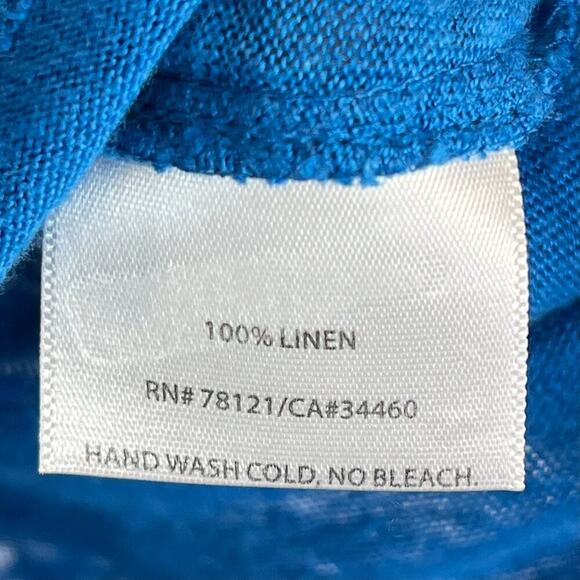 100% LINEN
RN# 78121/CA#34460
HAND WASH COLD, NO BLEACH.